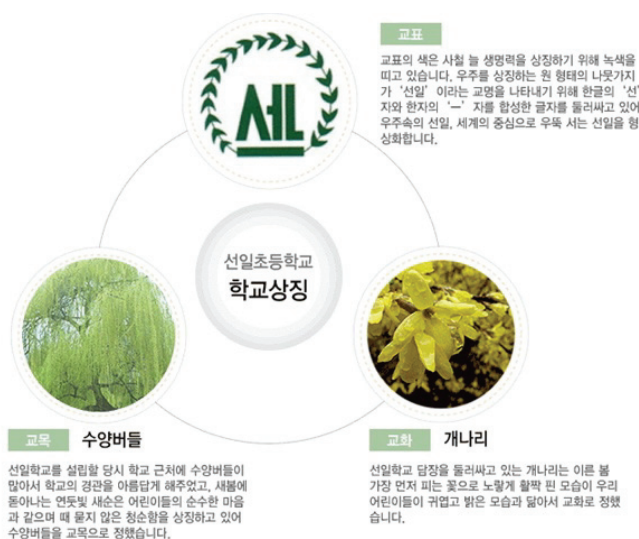 교표
교표의 색은 사철 늘 생명력을 상징하기 위해 녹색을
띠고 있습니다. 우주를 상징하는 원 형태의 나뭇가지
가 '선일' 이라는 교명을 나타내기 위해 한글의 '선'
자와 한자의 '一' 자를 합성한 글자를 둘러싸고 있어
우주속의 선일, 세계의 중심으로 우뚝 서는 선일을 형
상화합니다.
선
선일초등학교
학교상징
교목 수양버들
선일학교를 설립할 당시 학교 근처에 수양버들이
많아서 학교의 경관을 아름답게 해주었고, 새봄에
돋아나는 연둣빛 새순은 어린이들의 순수한 마음
과 같으며 때 묻지 않은 청순함을 상징하고 있어
수양버들을 교목으로 정했습니다.
교화 개나리
선일학교 담장을 둘러싸고 있는 개나리는 이른 봄
가장 먼저 피는 꽃으로 노랗게 활짝 핀 모습이 우리
어린이들이 귀엽고 밝은 모습과 닮아서 교화로 정했
습니다.